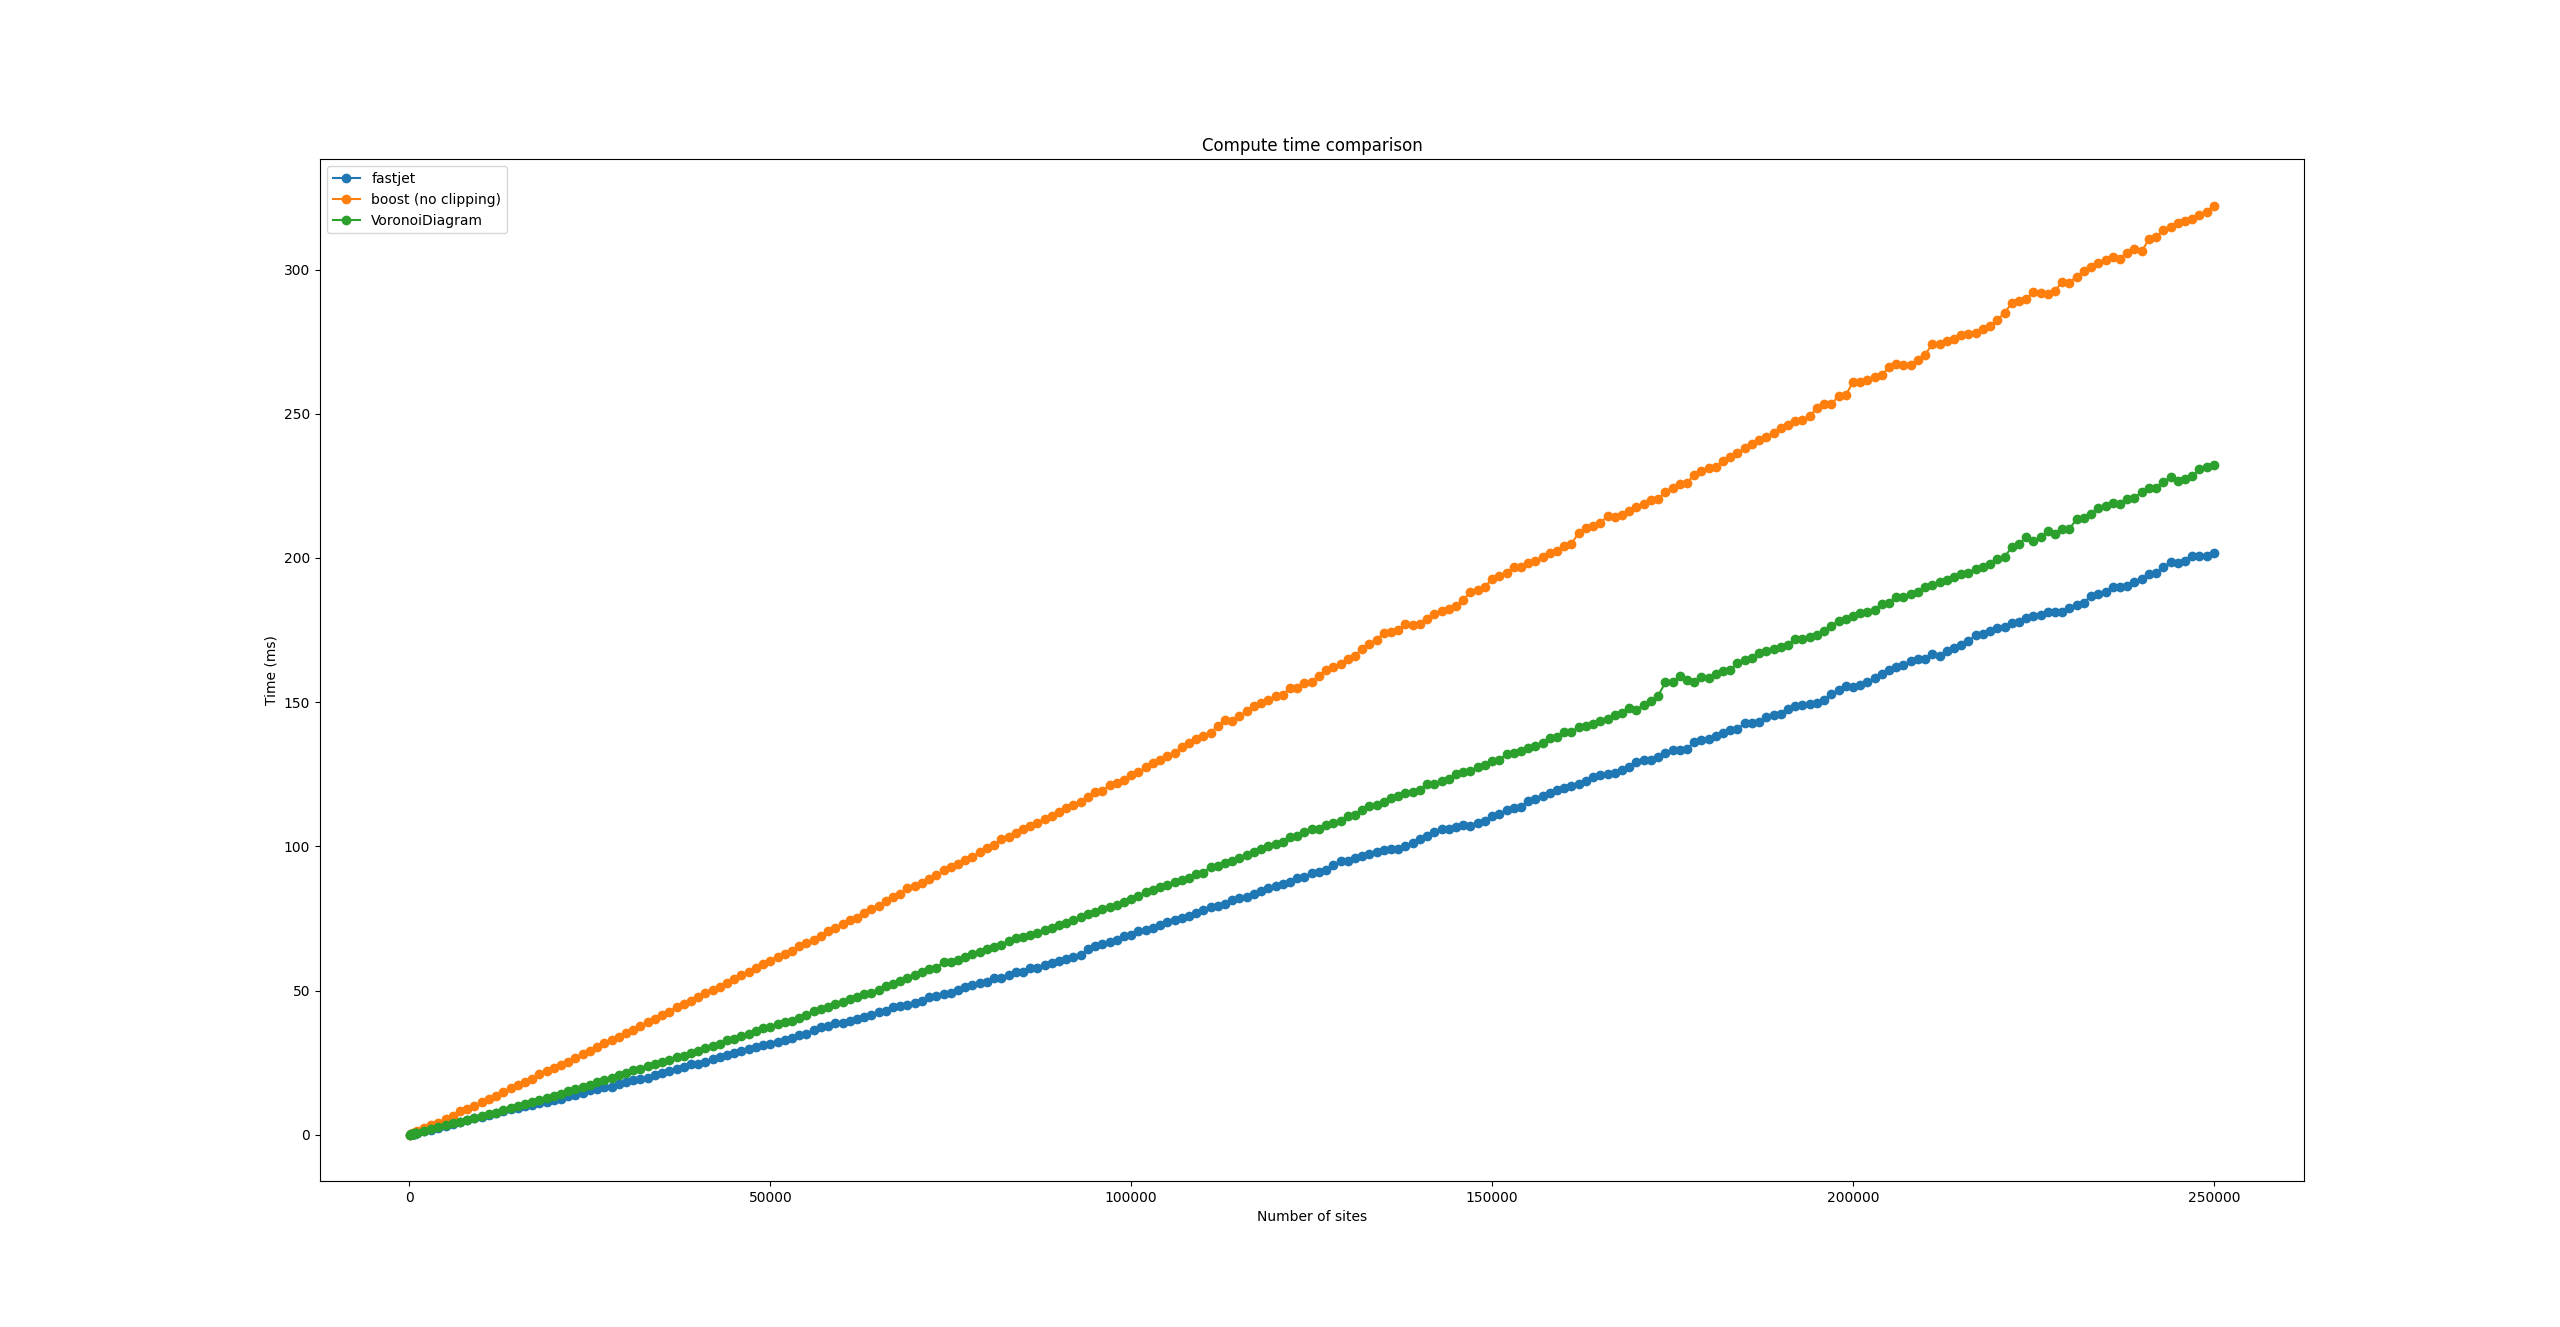 Compute time comparison
fastjet
boost (no clipping)
VoronoiDiagram
300
250
200
150
100
50
0
Time (ms)
0 50000 100000 150000 200000 250000
Number of sites